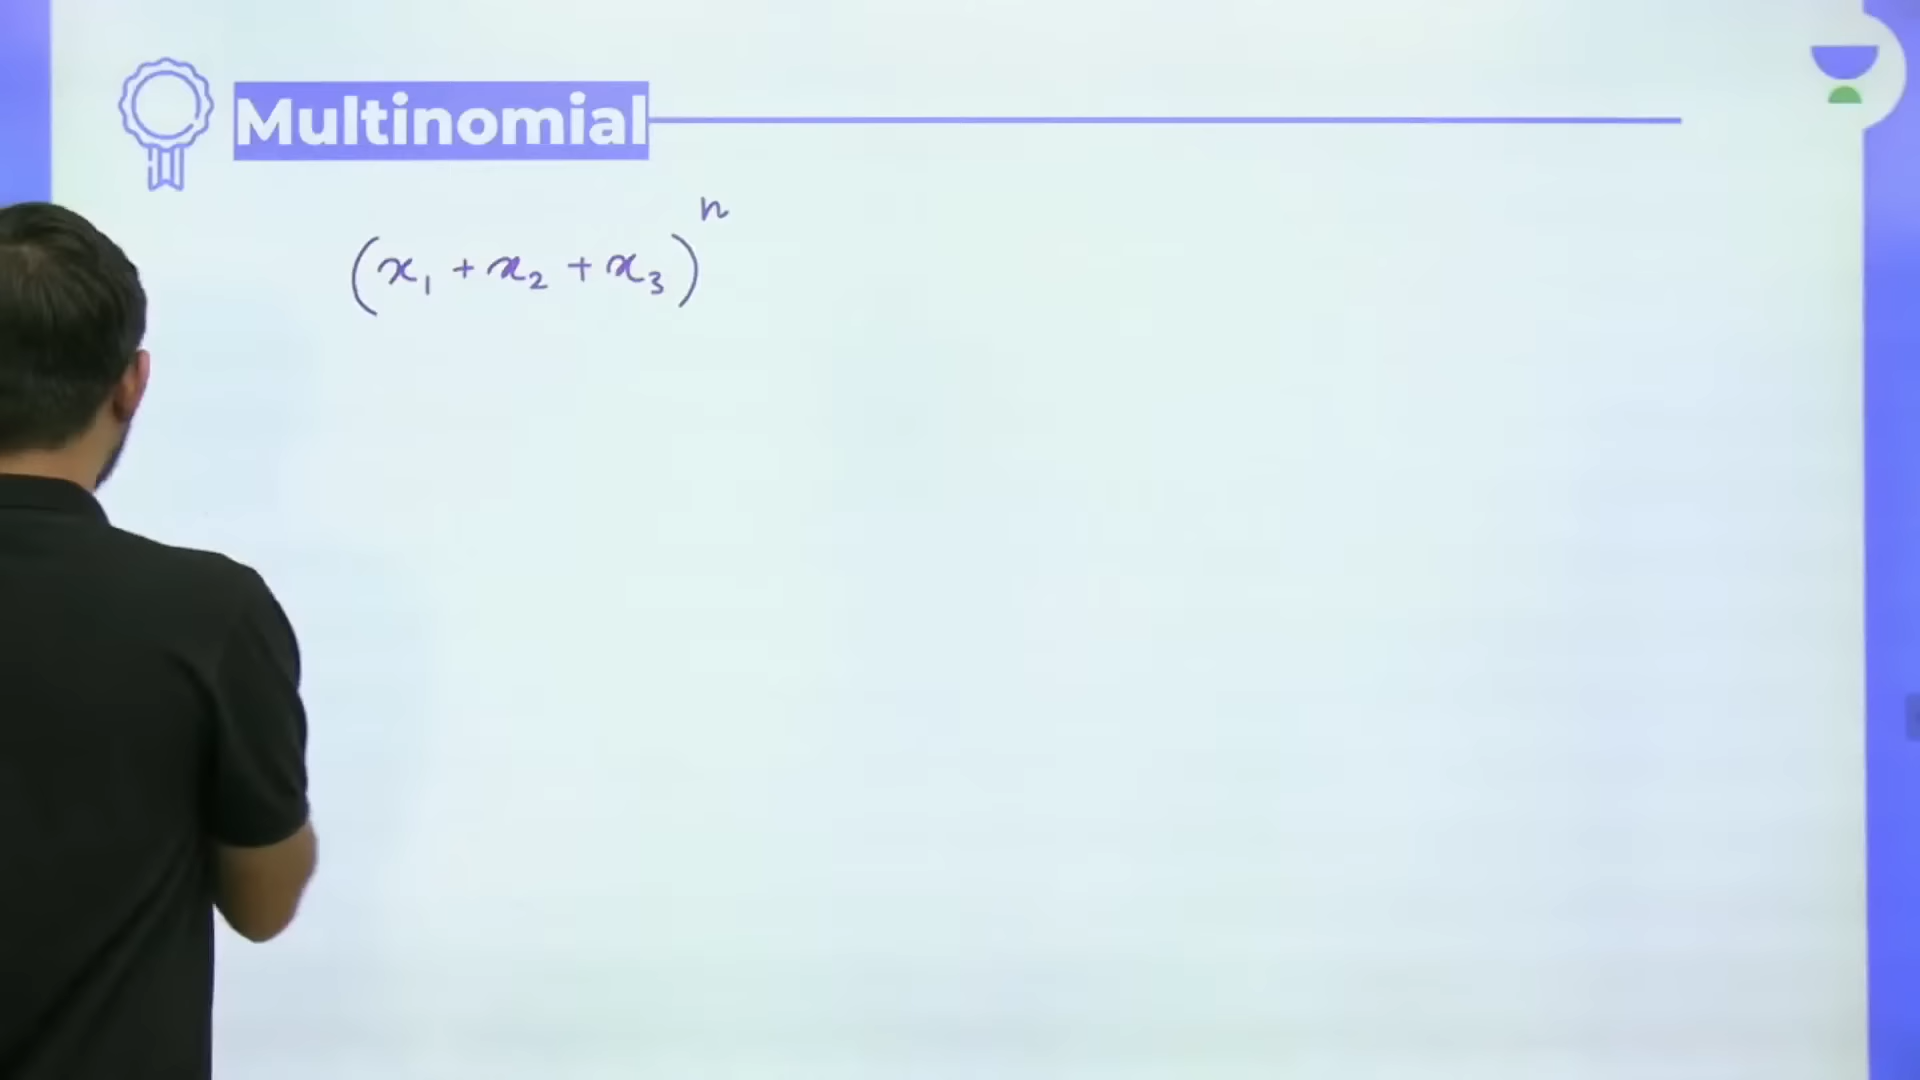 Multinomial
(x₁ + x₂ + x₃)ⁿ